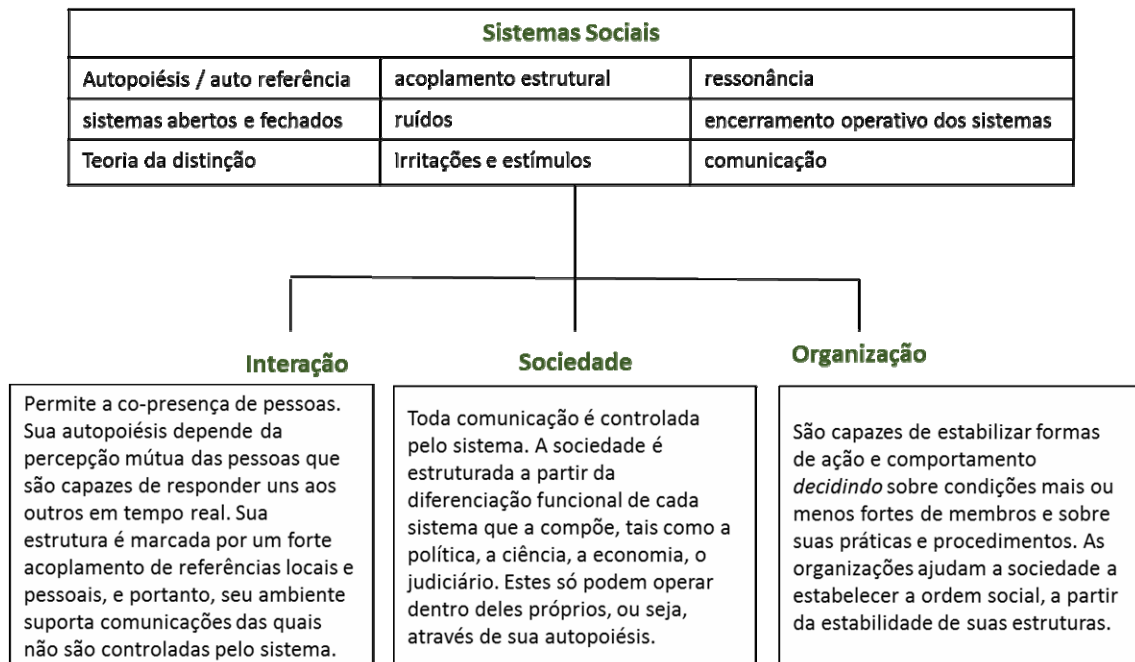 Sistemas Sociais
Autopoiésis / auto referência
acoplamento estrutural
ressonância
sistemas abertos e fechados
ruídos
encerramento operativo dos sistemas
Teoria da distinção
Irritações e estímulos
comunicação
Interação
Permite a co-presença de pessoas.
Sua autopoiésis depende da
percepção mútua das pessoas que
são capazes de responder uns aos
outros em tempo real. Sua
estrutura é marcada por um forte
acoplamento de referências locais e
pessoais, e portanto, seu ambiente
suporta comunicações das quais
não são controladas pelo sistema.
Sociedade
Toda comunicação é controlada
pelo sistema. A sociedade é
estruturada a partir da
diferenciação funcional de cada
sistema que a compõe, tais como a
política, a ciência, a economia, o
judiciário. Estes só podem operar
dentro deles próprios, ou seja,
através de sua autopoiésis.
Organização
São capazes de estabilizar formas
de ação e comportamento
decidindo sobre condições mais ou
menos fortes de membros e sobre
suas práticas e procedimentos. As
organizações ajudam a sociedade a
estabelecer a ordem social, a partir
da estabilidade de suas estruturas.